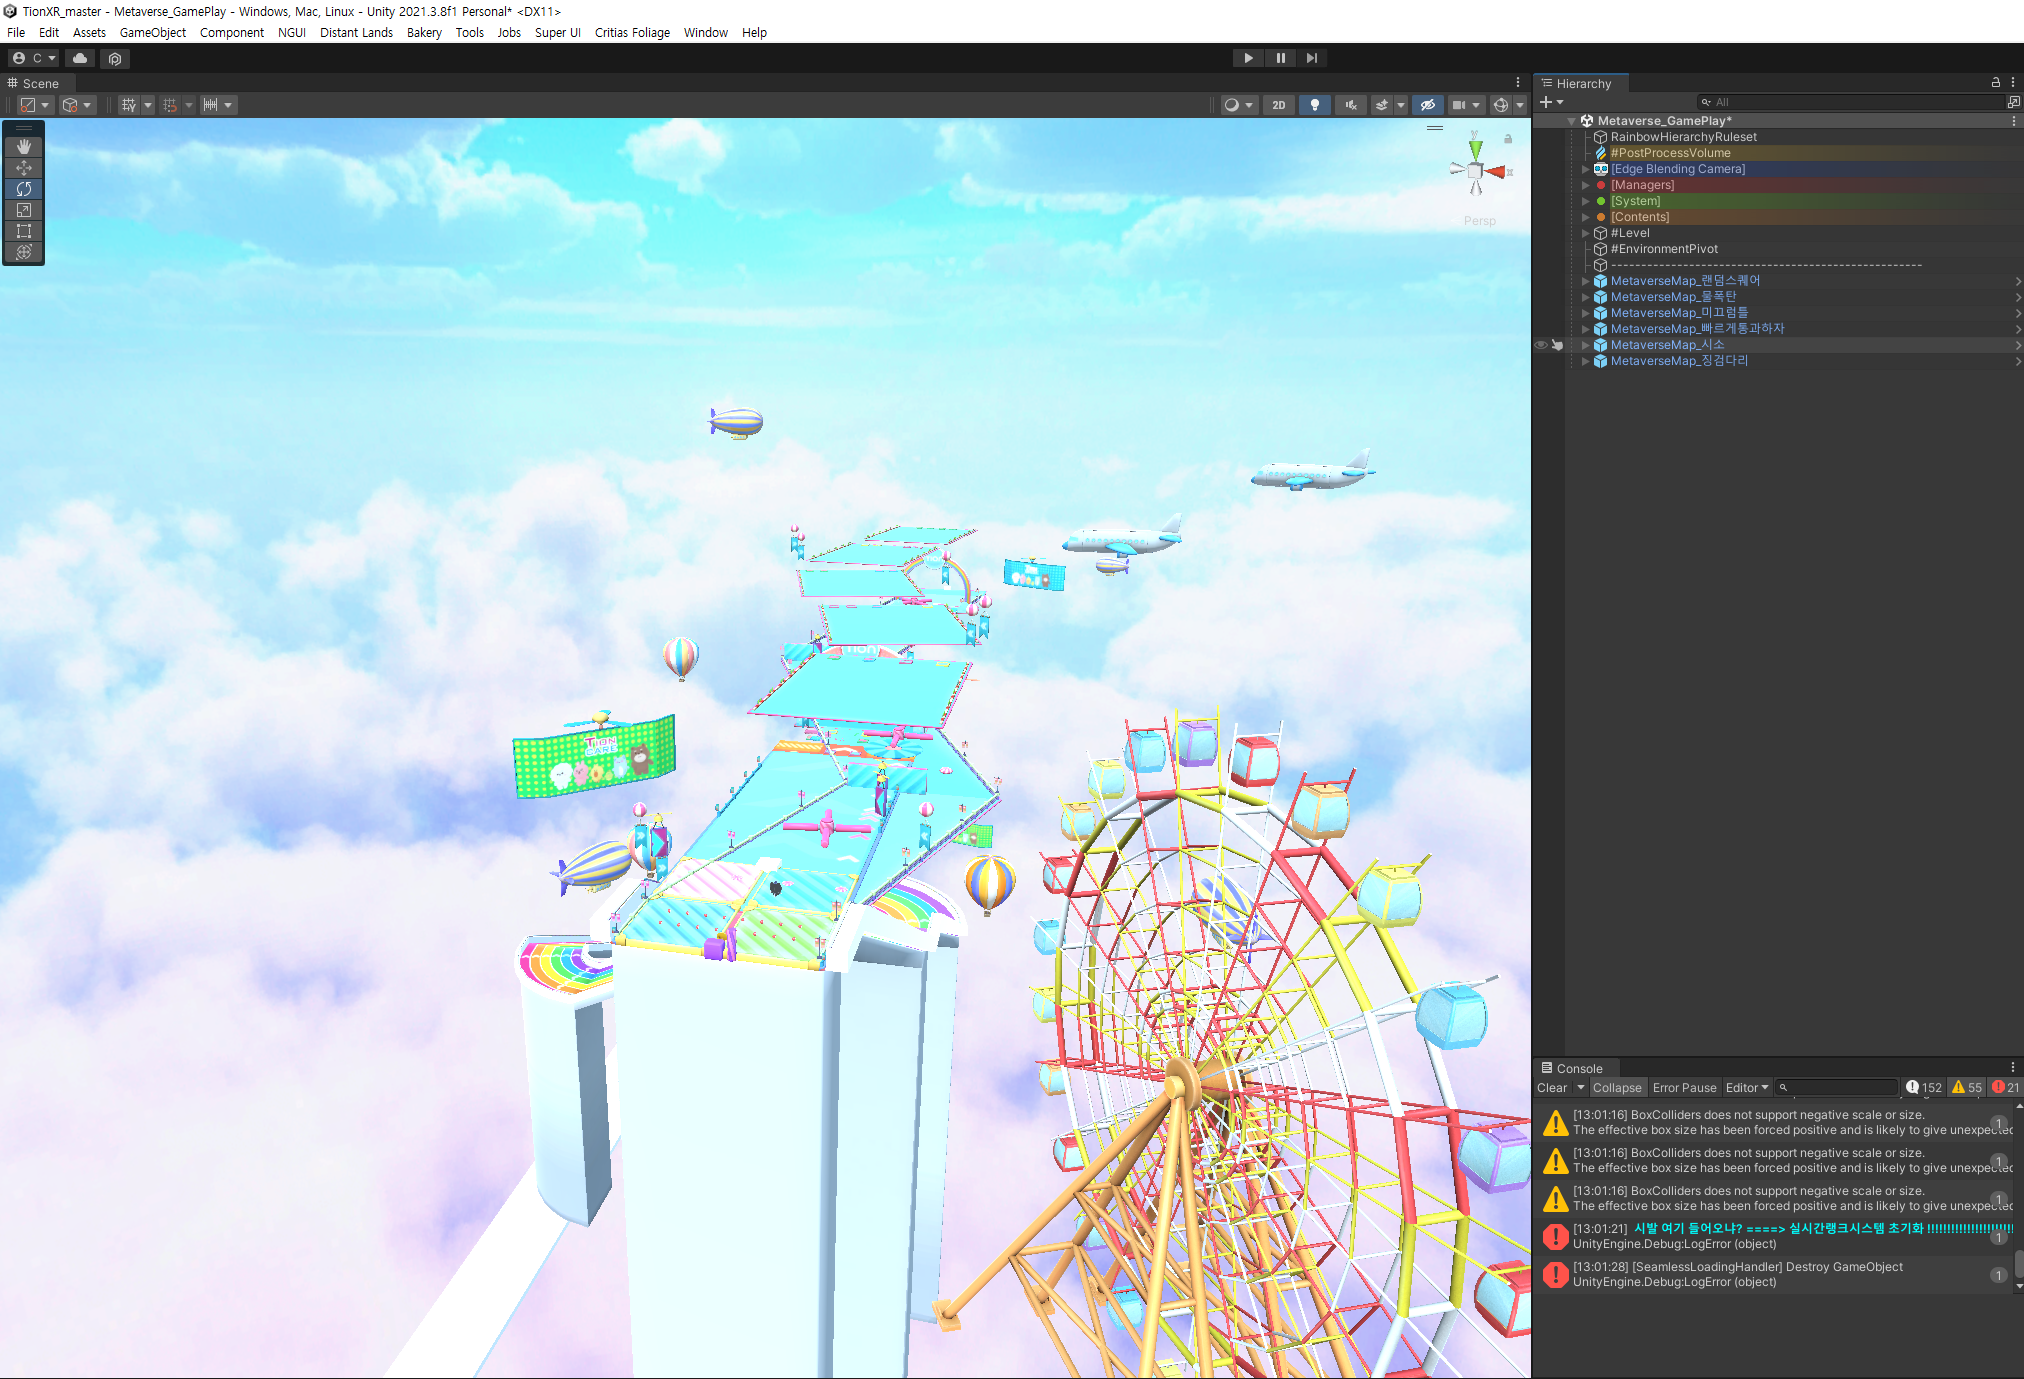 TionXR_master - Metaverse_GamePlay - Windows, Mac, Linux - Unity 2021.3.8f1 Personal* <DX11>
File Edit Assets GameObject Component NGUI Distant Lands Bakery Tools Jobs Super UI Critias Foliage Window Help
C
Scene
2D
y
x
Persp
TION
CARE
Tion
Hierarchy
All
Metaverse_GamePlay*
RainbowHierarchyRuleset
#PostProcessVolume
[Edge Blending Camera]
[Managers]
[System]
[Contents]
#Level
#EnvironmentPivot
----------------------------------------------------
MetaverseMap_랜덤스퀘어
MetaverseMap_물폭탄
MetaverseMap_미끄럼틀
MetaverseMap_빠르게통과하자
MetaverseMap_시소
MetaverseMap_징검다리
Console
Clear Collapse Error Pause Editor 152 55 21
[13:01:16] BoxColliders does not support negative scale or size.
The effective box size has been forced positive and is likely to give unexpected
1
[13:01:16] BoxColliders does not support negative scale or size.
The effective box size has been forced positive and is likely to give unexpected
1
[13:01:16] BoxColliders does not support negative scale or size.
The effective box size has been forced positive and is likely to give unexpected
1
[13:01:21] 시발 여기 들어오냐? ====> 실시간랭크시스템 초기화 !!!!!!!!!!!!!!!!!!!!!!
UnityEngine.Debug:LogError (object)
1
[13:01:28] [SeamlessLoadingHandler] Destroy GameObject
UnityEngine.Debug:LogError (object)
1